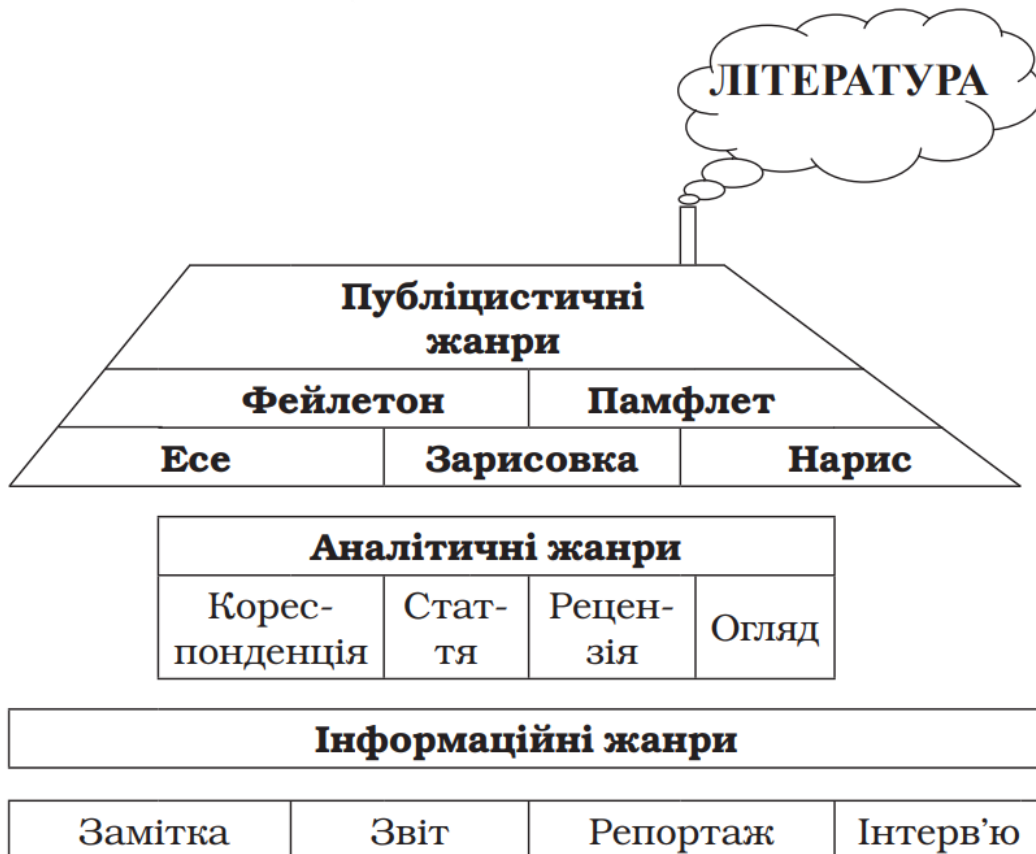 ЛІТЕРАТУРА
Публіцистичні
жанри
Фейлетон Памфлет
Есе Зарисовка Нарис
Аналітичні жанри
Корес- Стат- Рецен- Огляд
понденція тя зія
Інформаційні жанри
Замітка Звіт Репортаж Інтерв’ю